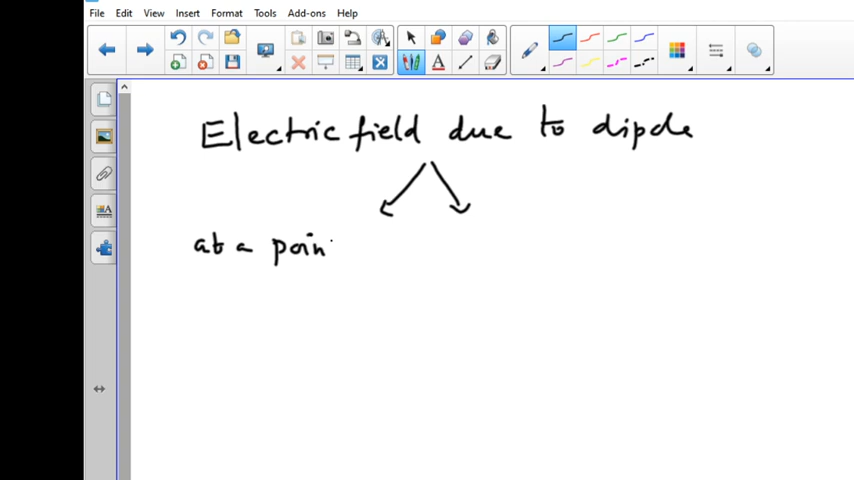 File Edit View Insert Format Tools Add-ons Help
Electric field due to dipole
at a poin